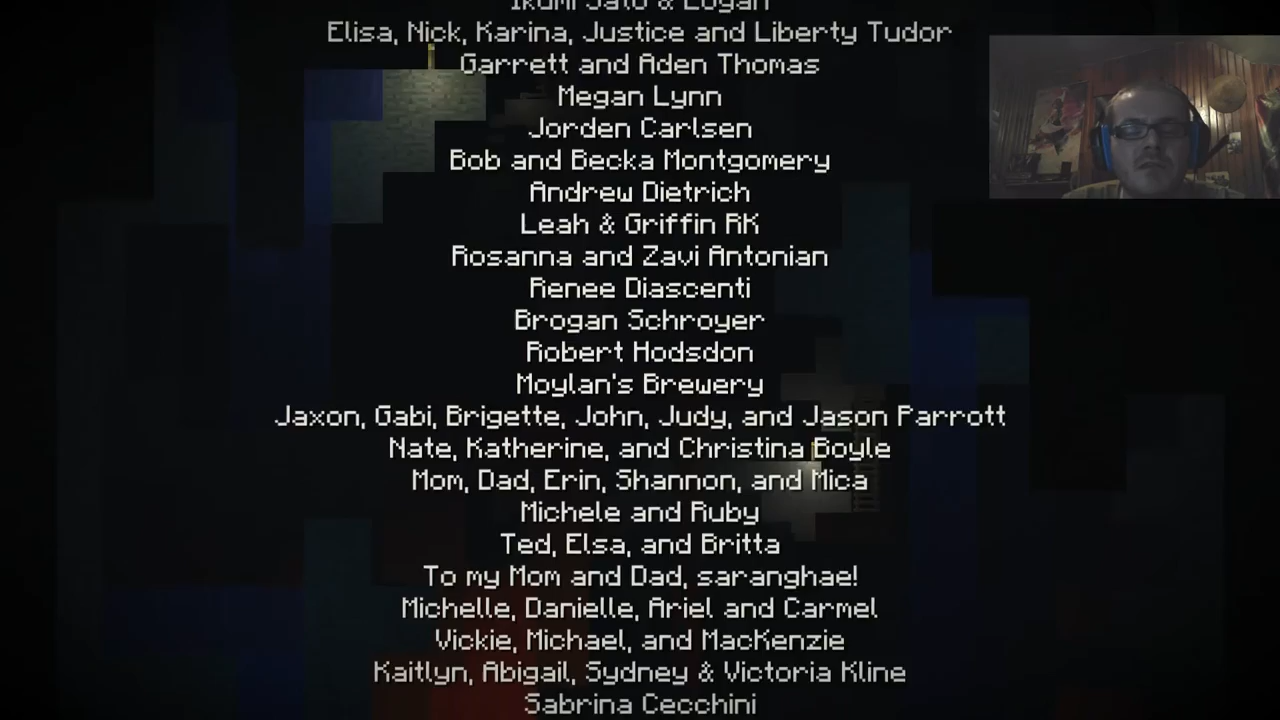 Ikumi Sato & Logan
Elisa, Nick, Karina, Justice and Liberty Tudor
Garrett and Aden Thomas
Megan Lynn
Jorden Carlsen
Bob and Becka Montgomery
Andrew Dietrich
Leah & Griffin RK
Rosanna and Zavi Antonian
Renee Diascenti
Brogan Schroyer
Robert Hodsdon
Moylan's Brewery
Jaxon, Gabi, Brigette, John, Judy, and Jason Parrott
Nate, Katherine, and Christina Boyle
Mom, Dad, Erin, Shannon, and Mica
Michele and Ruby
Ted, Elsa, and Britta
To my Mom and Dad, saranghae!
Michelle, Danielle, Ariel and Carmel
Vickie, Michael, and MacKenzie
Kaitlyn, Abigail, Sydney & Victoria Kline
Sabrina Cecchini